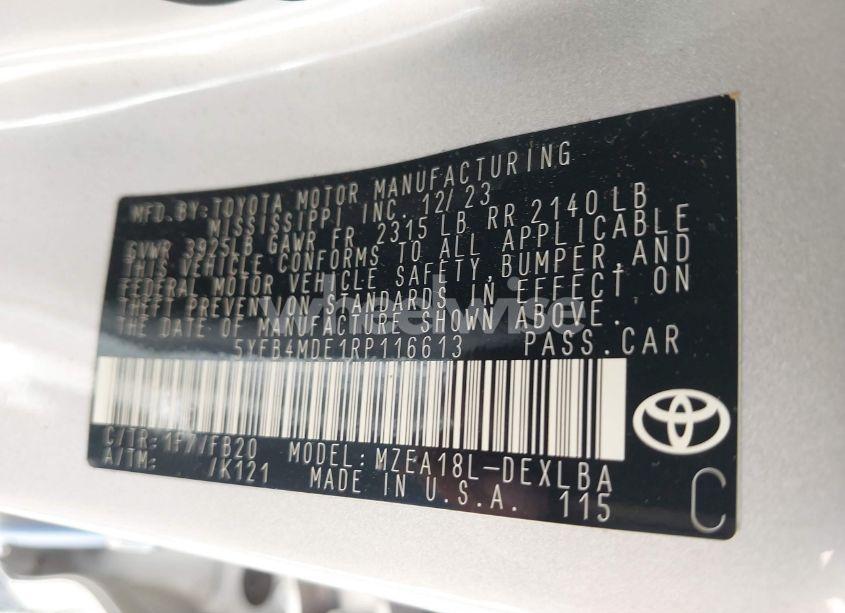 MFD. BY: TOYOTA MOTOR MANUFACTURING
MISSISSIPPI INC. 12/23
GVWR 3925LB GAWR FR 2315 LB RR 2140 LB
THIS VEHICLE CONFORMS TO ALL APPLICABLE
FEDERAL MOTOR VEHICLE SAFETY, BUMPER, AND
THEFT PREVENTION STANDARDS IN EFFECT ON
THE DATE OF MANUFACTURE SHOWN ABOVE.
wheelwise
5YFB4MDE1RP116613 PASS.CAR
C/TR: 1F7/FB20 MODEL: MZEA18L-DEXLBA
A/TM: /K121 MADE IN U.S.A. 115
C